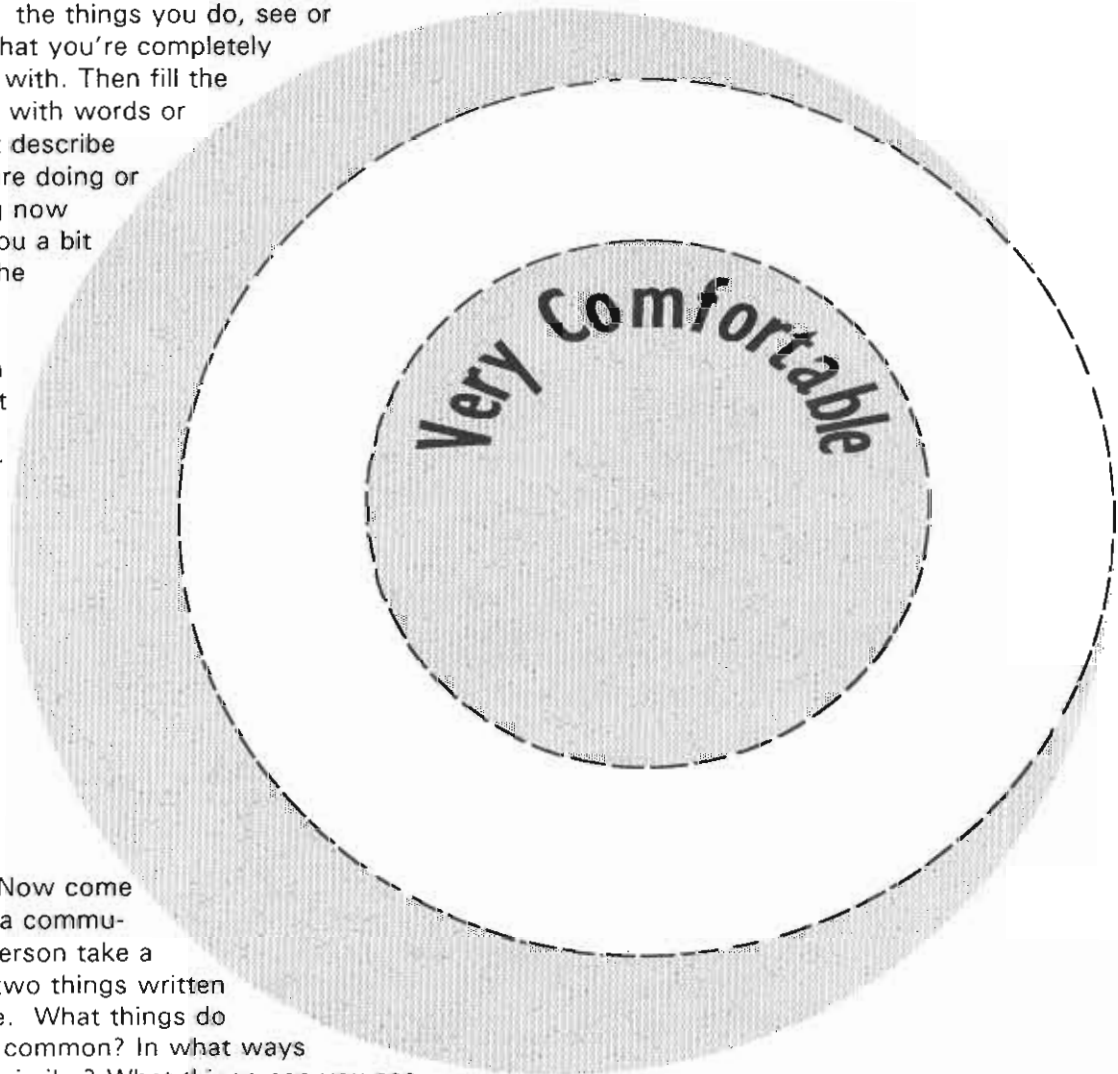 the things you do, see or
hat you're completely
with. Then fill the
with words or
describe
re doing or
now
ou a bit
he
t
Very Comfortable
Now come
a commu-
erson take a
two things written
e. What things do
common? In what ways